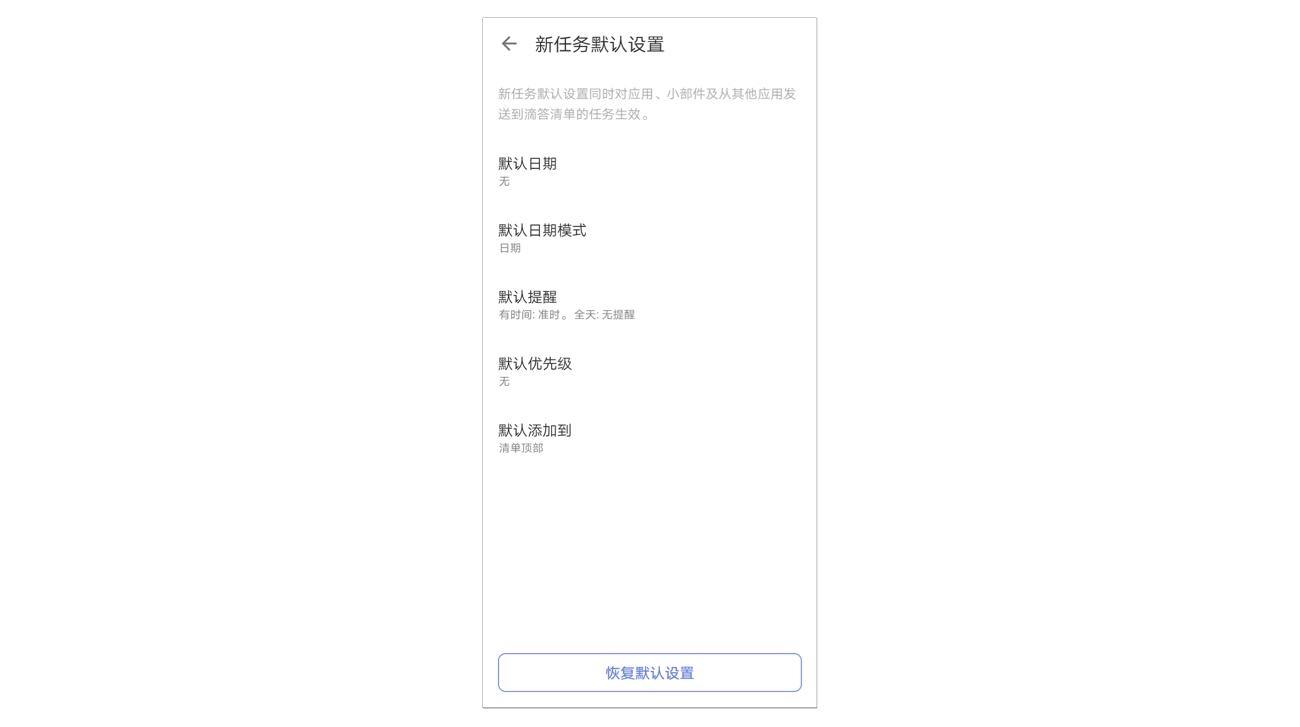 新任务默认设置
新任务默认设置同时对应用、小部件及从其他应用发
送到滴答清单的任务生效。
默认日期
无
默认日期模式
日期
默认提醒
有时间: 准时。全天: 无提醒
默认优先级
无
默认添加到
清单顶部
恢复默认设置